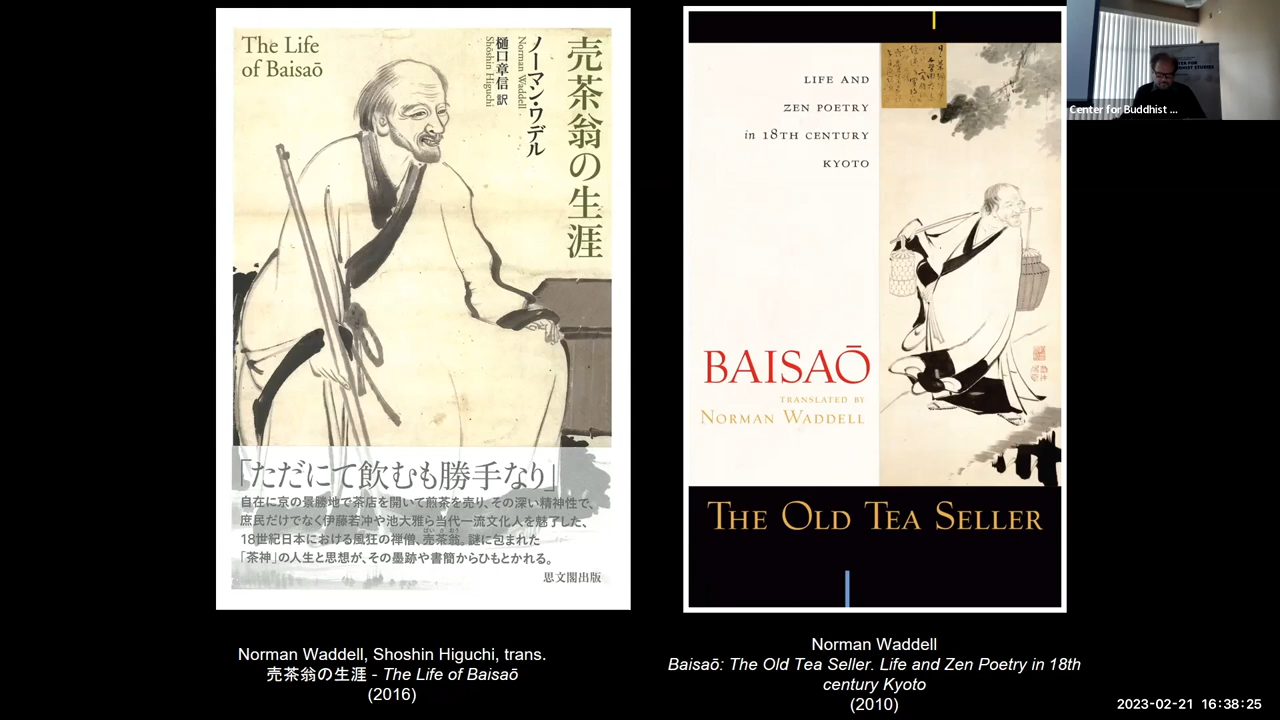 The Life
of Baisaō
売茶翁の生涯
ノーマン・ワデル
Norman Waddell
樋口章信 訳
Shōshin Higuchi
「ただにて飲むも勝手なり」
自在に京の景勝地で茶店を開いて煎茶を売り、その深い精神性で、
庶民だけでなく伊藤若冲や池大雅ら当代一流文化人を魅了した、
18世紀日本における風狂の禅僧、売茶翁。謎に包まれた
「茶神」の人生と思想が、その墨跡や書簡からひもとかれる。
思文閣出版
Norman Waddell, Shoshin Higuchi, trans.
売茶翁の生涯 - The Life of Baisaō
(2016)
LIFE AND
ZEN POETRY
in 18TH CENTURY
KYOTO
BAISAŌ
TRANSLATED BY
NORMAN WADDELL
THE OLD TEA SELLER
Norman Waddell
Baisaō: The Old Tea Seller. Life and Zen Poetry in 18th
century Kyoto
(2010)
Center for Buddhist ...
2023-02-21 16:38:25